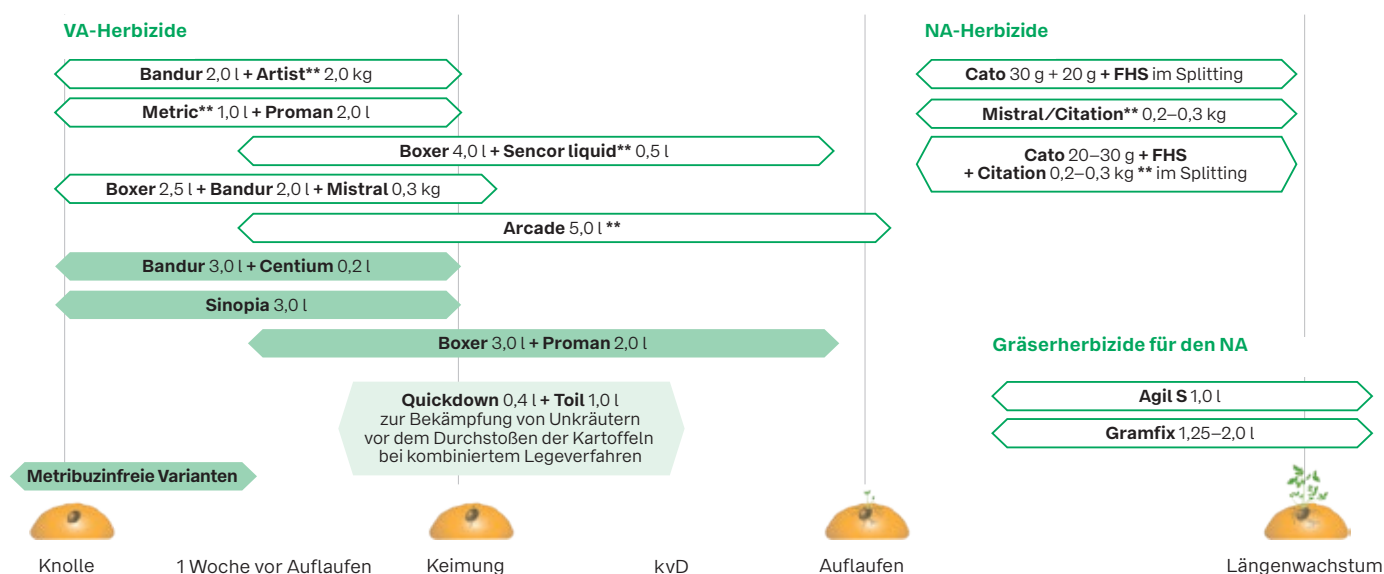 VA-Herbizide
Bandur 2,0 l + Artist** 2,0 kg
Metric** 1,0 l + Proman 2,0 l
Boxer 4,0 l + Sencor liquid** 0,5 l
Boxer 2,5 l + Bandur 2,0 l + Mistral 0,3 kg
Arcade 5,0 l **
Bandur 3,0 l + Centium 0,2 l
Sinopia 3,0 l
Boxer 3,0 l + Proman 2,0 l
Quickdown 0,4 l + Toil 1,0 l
zur Bekämpfung von Unkräutern
vor dem Durchstoßen der Kartoffeln
bei kombiniertem Legeverfahren
Metribuzinfreie Varianten
NA-Herbizide
Cato 30 g + 20 g + FHS im Splitting
Mistral/Citation** 0,2–0,3 kg
Cato 20–30 g + FHS
+ Citation 0,2–0,3 kg ** im Splitting
Gräserherbizide für den NA
Agil S 1,0 l
Gramfix 1,25–2,0 l
Knolle
1 Woche vor Auflaufen
Keimung
kvD
Auflaufen
Längenwachstum